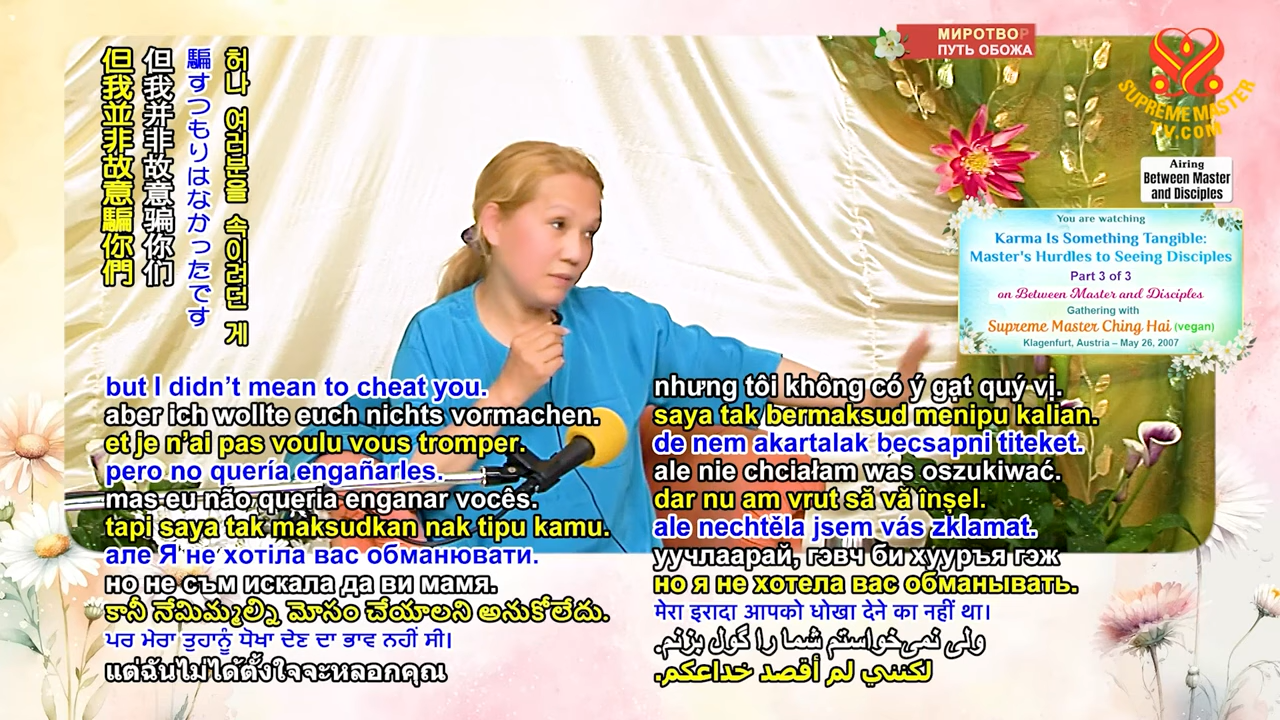 但我並非故意騙你們
但我并非故意骗你们
騙すつもりはなかったです
허나 여러분을 속이려던 게
МИРОТВОР
ПУТЬ ОБОЖА
SUPREME MASTER
TV.COM
Airing
Between Master
and Disciples
You are watching
Karma Is Something Tangible:
Master's Hurdles to Seeing Disciples
Part 3 of 3
on Between Master and Disciples
Gathering with
Supreme Master Ching Hai (vegan)
Klagenfurt, Austria – May 26, 2007
but I didn't mean to cheat you.
aber ich wollte euch nichts vormachen.
et je n'ai pas voulu vous tromper.
pero no quería engañarles.
mas eu não queria enganar vocês.
tapi saya tak maksudkan nak tipu kamu.
але Я не хотіла вас обманювати.
но не съм искала да ви мамя.
కానీ నేమిమ్మల్ని మోసం చేయాలని అనుకోలేదు.
ਪਰ ਮੇਰਾ ਤੁਹਾਨੂੰ ਧੋਖਾ ਦੇਣ ਦਾ ਭਾਵ ਨਹੀਂ ਸੀ।
แต่ฉันไม่ได้ตั้งใจจะหลอกคุณ
nhưng tôi không có ý gạt quý vị.
saya tak bermaksud menipu kalian.
de nem akartalak becsapni titeket.
ale nie chciałam was oszukiwać.
dar nu am vrut să vă înșel.
ale nechtěla jsem vás zklamat.
уучлаарай, гэвч би хууръя гэж
но я не хотела вас обманывать.
मेरा इरादा आपको धोखा देने का नहीं था।
ولی نمی‌خواستم شما را گول بزنم.
لكنني لم أقصد خداعكم.